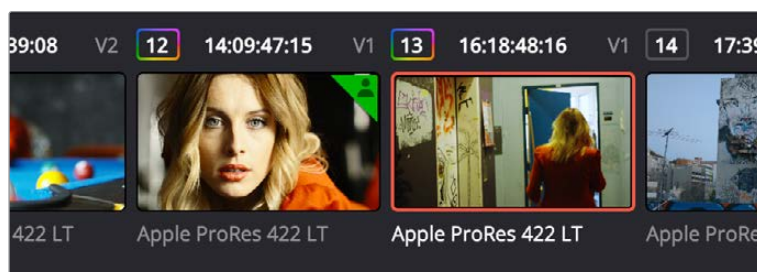 39:08 V2 12 14:09:47:15 V1 13 16:18:48:16 V1 14 17:39
422 LT Apple ProRes 422 LT Apple ProRes 422 LT Apple ProRe